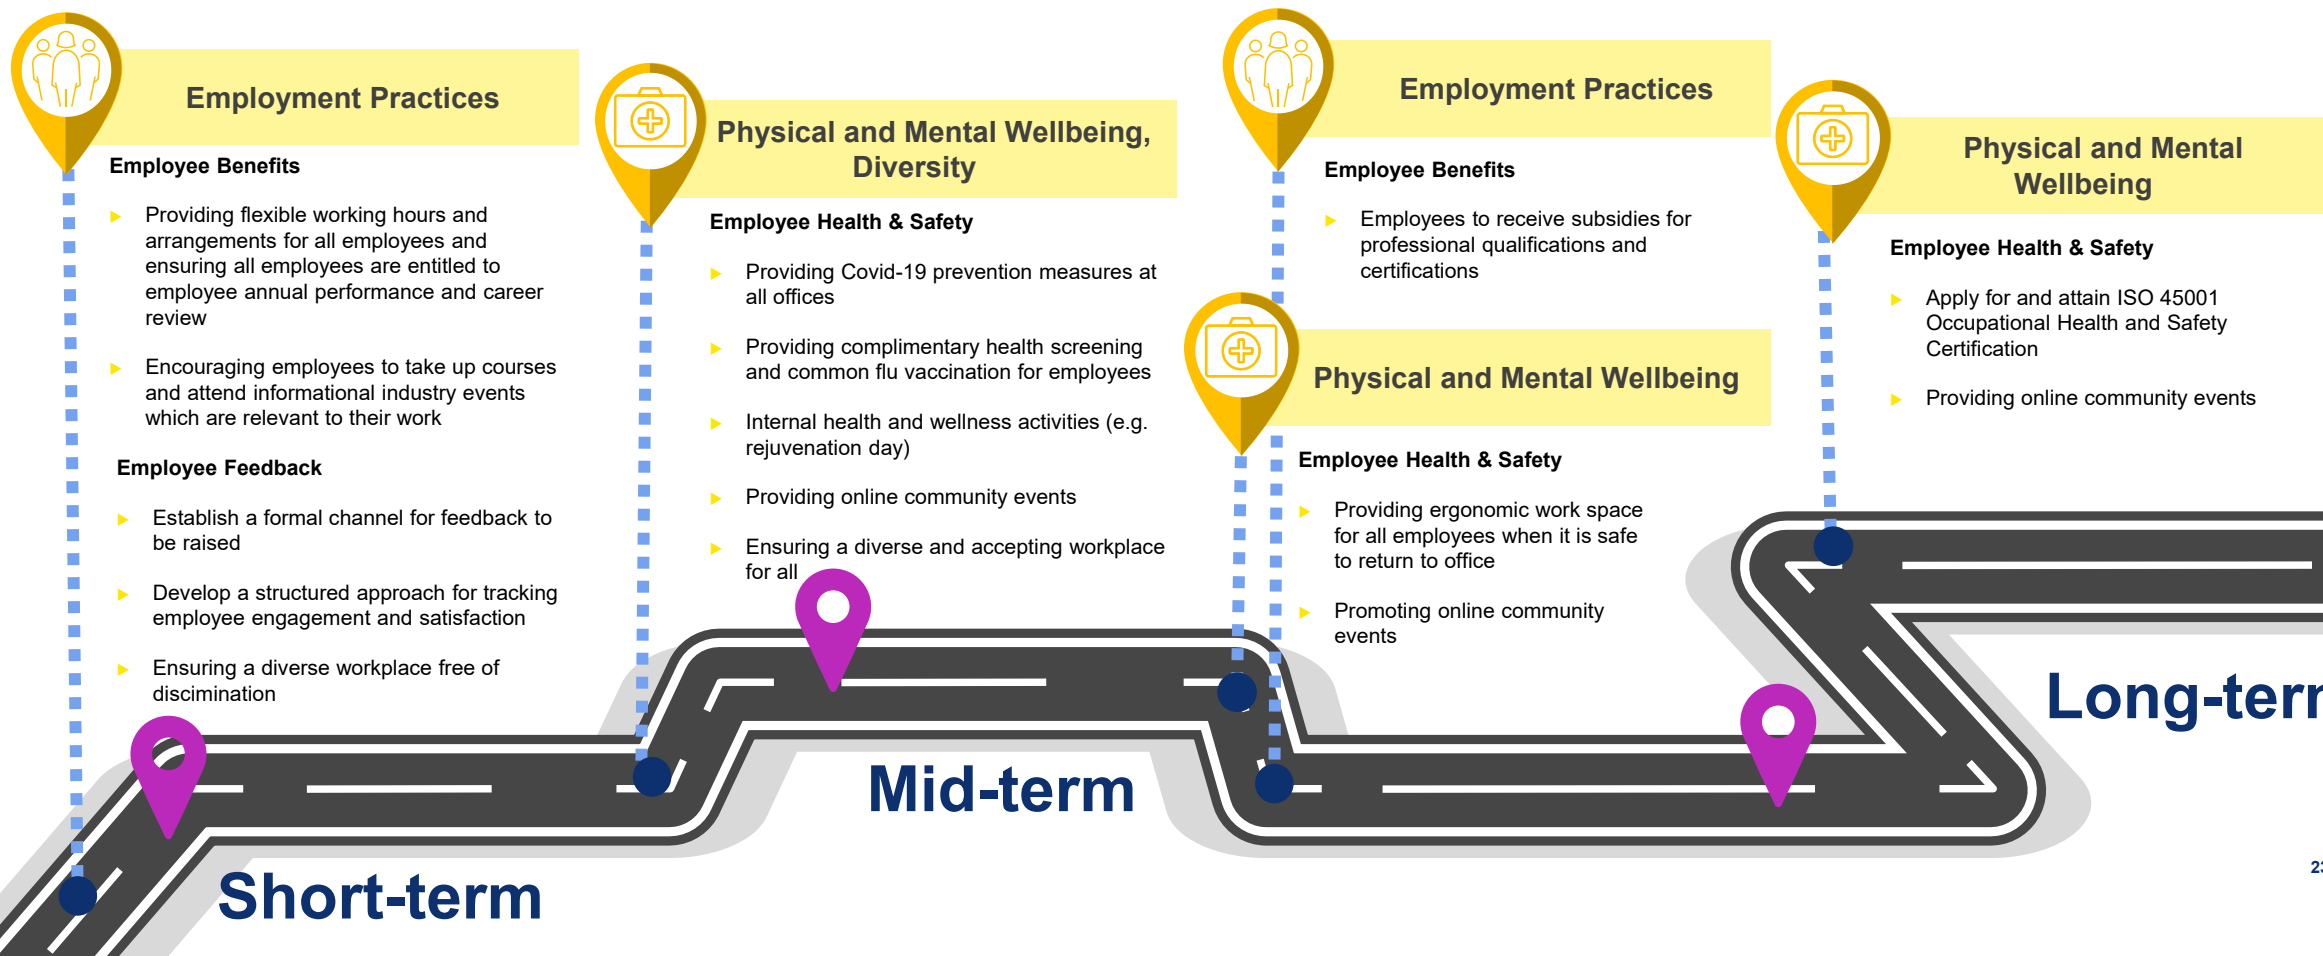 Employment Practices
Employee Benefits
Providing flexible working hours and
arrangements for all employees and
ensuring all employees are entitled to
employee annual performance and career
review
Encouraging employees to take up courses
and attend informational industry events
which are relevant to their work
Employee Feedback
Establish a formal channel for feedback to
be raised
Develop a structured approach for tracking
employee engagement and satisfaction
Ensuring a diverse workplace free of
discimination
Physical and Mental Wellbeing,
Diversity
Employee Health & Safety
Providing Covid-19 prevention measures at
all offices
Providing complimentary health screening
and common flu vaccination for employees
Internal health and wellness activities (e.g.
rejuvenation day)
Providing online community events
Ensuring a diverse and accepting workplace
for all
Employment Practices
Employee Benefits
Employees to receive subsidies for
professional qualifications and
certifications
Physical and Mental Wellbeing
Employee Health & Safety
Providing ergonomic work space
for all employees when it is safe
to return to office
Promoting online community
events
Physical and Mental
Wellbeing
Employee Health & Safety
Apply for and attain ISO 45001
Occupational Health and Safety
Certification
Providing online community events
Short-term
Mid-term
Long-term